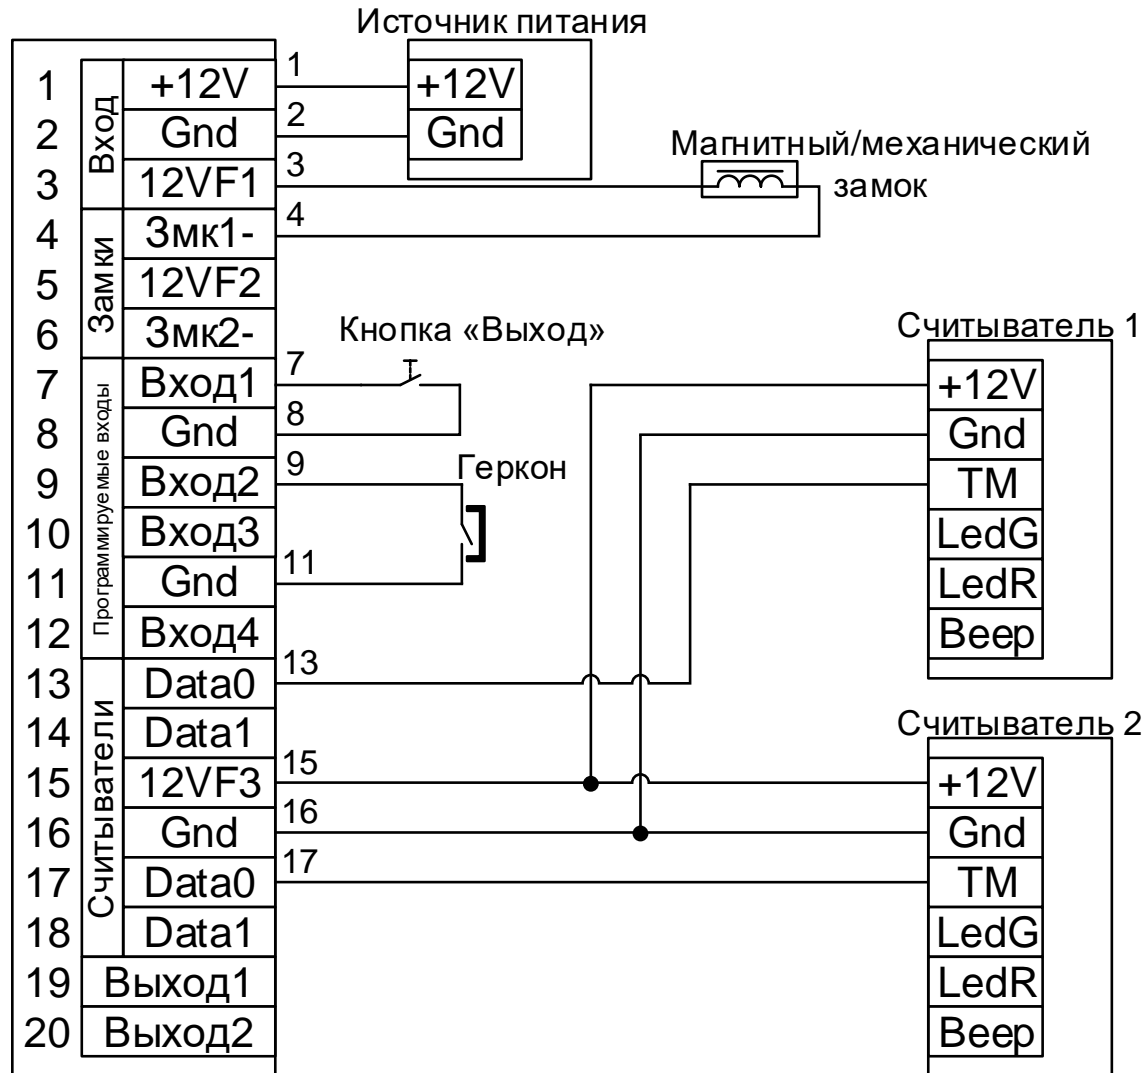 Источник питания
+12V
Gnd
Магнитный/механический
замок
1 +12V 1
2 Gnd 2
3 12VF1 3
4 Змк1- 4
5 12VF2
6 Змк2-
7 Вход1 7
8 Gnd 8
9 Вход2 9
10 Вход3
11 Gnd 11
12 Вход4
13 Data0 13
14 Data1
15 12VF3 15
16 Gnd 16
17 Data0 17
18 Data1
19 Выход1
20 Выход2
Вход
Замки
Программируемые входы
Считыватели
Кнопка «Выход»
Геркон
Считыватель 1
+12V
Gnd
TM
LedG
LedR
Beep
Считыватель 2
+12V
Gnd
TM
LedG
LedR
Beep